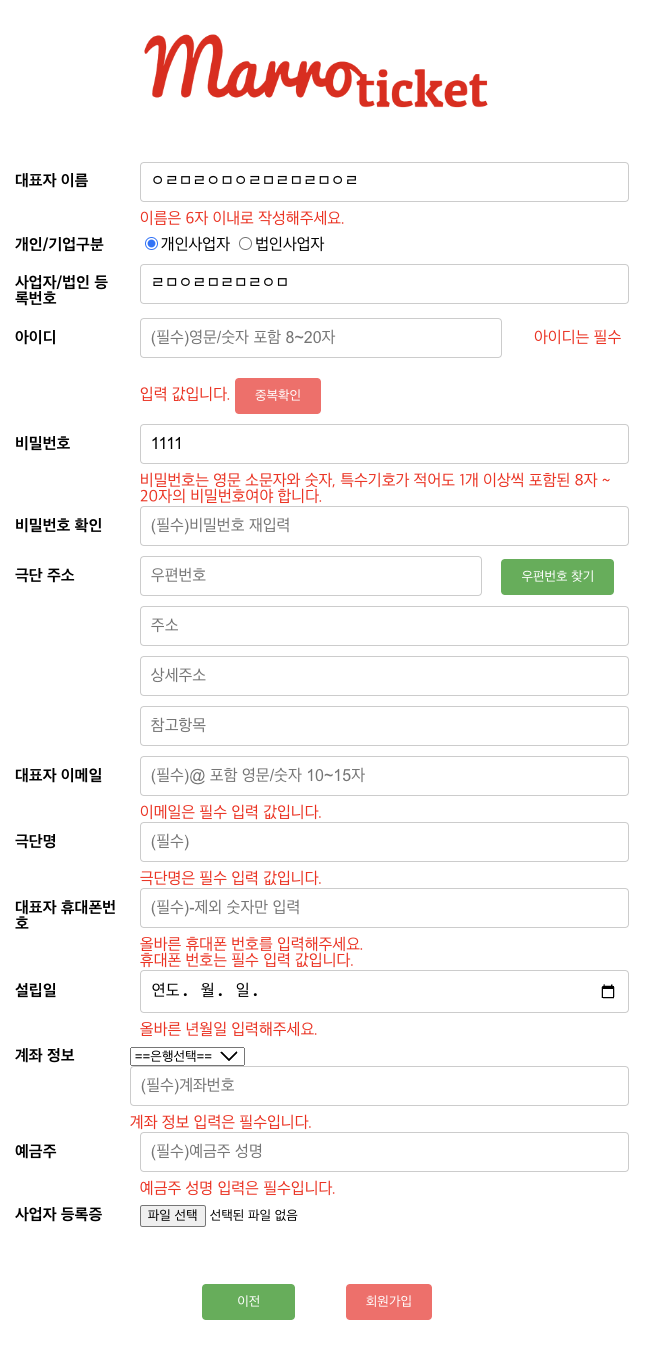 Marroticket
대표자 이름
ㅇㄹㅁㄹㅇㅁㅇㄹㅁㄹㅁㄹㅁㅇㄹ
이름은 6자 이내로 작성해주세요.
개인/기업구분
개인사업자 법인사업자
사업자/법인 등
록번호
ㄹㅁㅇㄹㅁㄹㅁㄹㅇㅁ
아이디
(필수)영문/숫자 포함 8~20자
아이디는 필수
입력 값입니다.
중복확인
비밀번호
1111
비밀번호는 영문 소문자와 숫자, 특수기호가 적어도 1개 이상씩 포함된 8자 ~
20자의 비밀번호여야 합니다.
비밀번호 확인
(필수)비밀번호 재입력
극단 주소
우편번호
우편번호 찾기
주소
상세주소
참고항목
대표자 이메일
(필수)@ 포함 영문/숫자 10~15자
이메일은 필수 입력 값입니다.
극단명
(필수)
극단명은 필수 입력 값입니다.
대표자 휴대폰번
호
(필수)-제외 숫자만 입력
올바른 휴대폰 번호를 입력해주세요.
휴대폰 번호는 필수 입력 값입니다.
설립일
연도. 월. 일.
올바른 년월일 입력해주세요.
계좌 정보
==은행선택==
(필수)계좌번호
계좌 정보 입력은 필수입니다.
예금주
(필수)예금주 성명
예금주 성명 입력은 필수입니다.
사업자 등록증
파일 선택 선택된 파일 없음
이전
회원가입